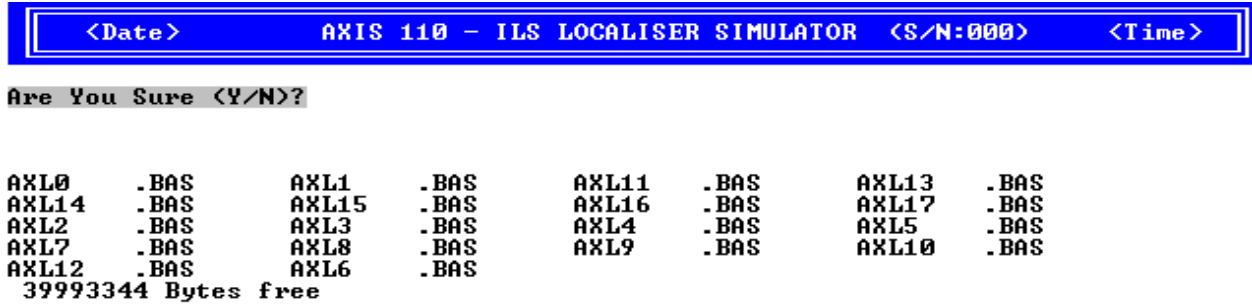 <Date> AXIS 110 - ILS LOCALISER SIMULATOR (S/N:000) <Time>
Are You Sure (Y/N)?
AXL0 .BAS AXL1 .BAS AXL11 .BAS AXL13 .BAS
AXL14 .BAS AXL15 .BAS AXL16 .BAS AXL17 .BAS
AXL2 .BAS AXL3 .BAS AXL4 .BAS AXL5 .BAS
AXL7 .BAS AXL8 .BAS AXL9 .BAS AXL10 .BAS
AXL12 .BAS AXL6 .BAS
39993344 Bytes free